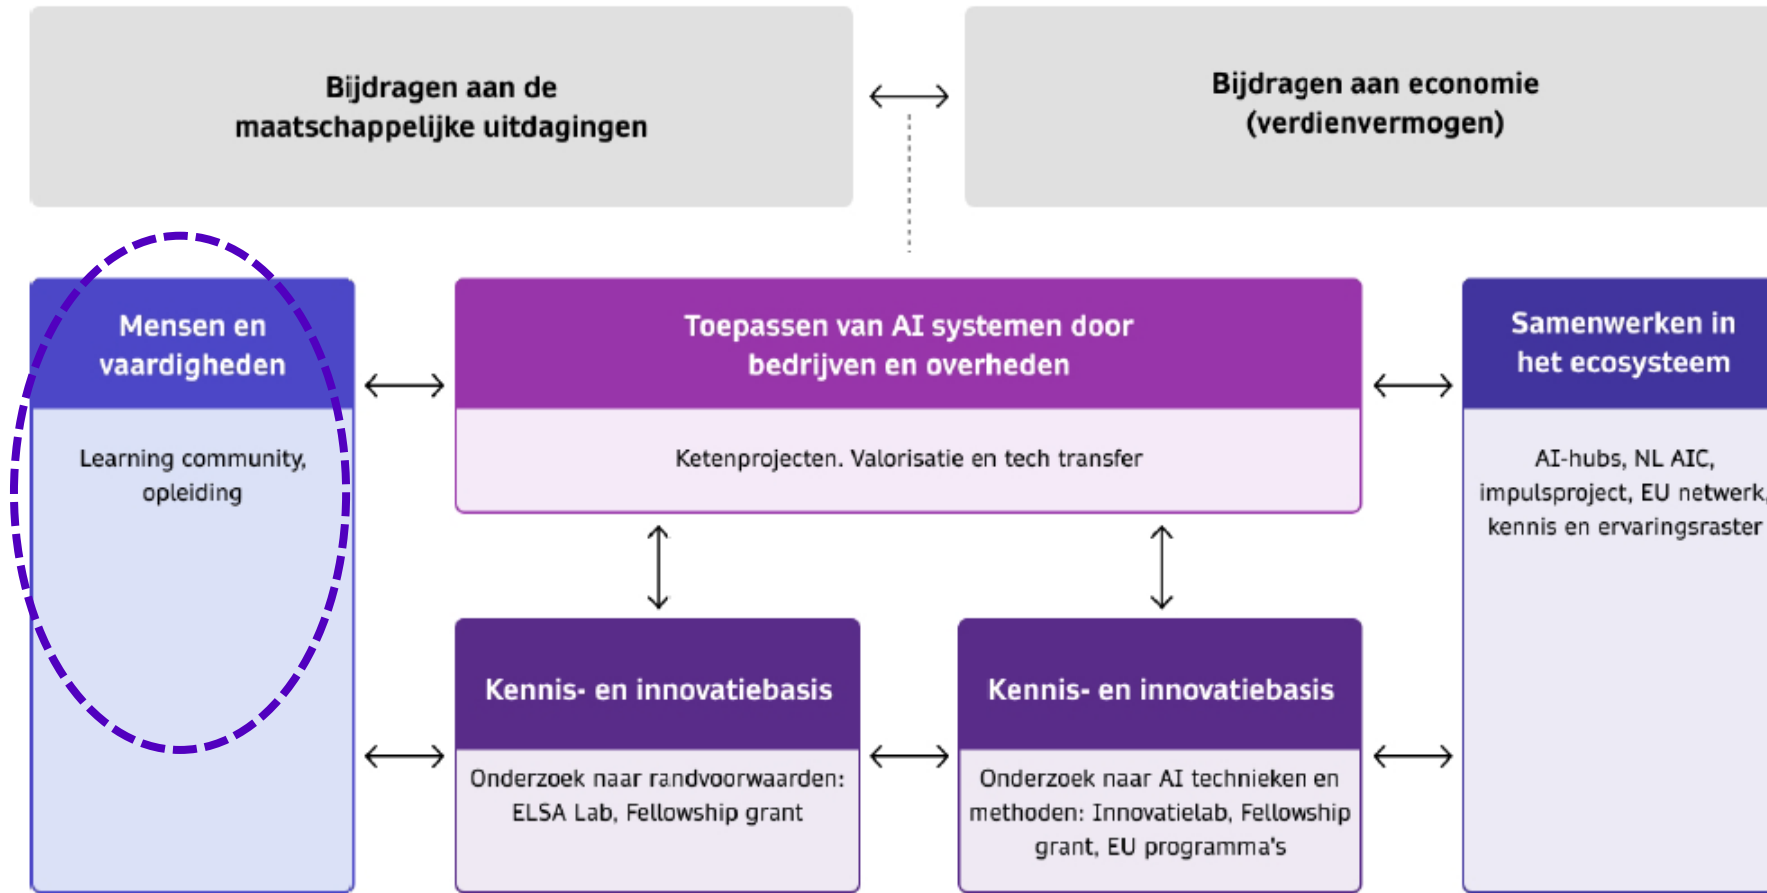 Bijdragen aan de
maatschappelijke uitdagingen
Bijdragen aan economie
(verdienvermogen)
Mensen en
vaardigheden
Learning community,
opleiding
Toepassen van AI systemen door
bedrijven en overheden
Ketenprojecten. Valorisatie en tech transfer
Samenwerken in
het ecosysteem
AI-hubs, NL AIC,
impulsproject, EU netwerk,
kennis en ervaringsraster
Kennis- en innovatiebasis
Onderzoek naar randvoorwaarden:
ELSA Lab, Fellowship grant
Kennis- en innovatiebasis
Onderzoek naar AI technieken en
methoden: Innovatielab, Fellowship
grant, EU programma's